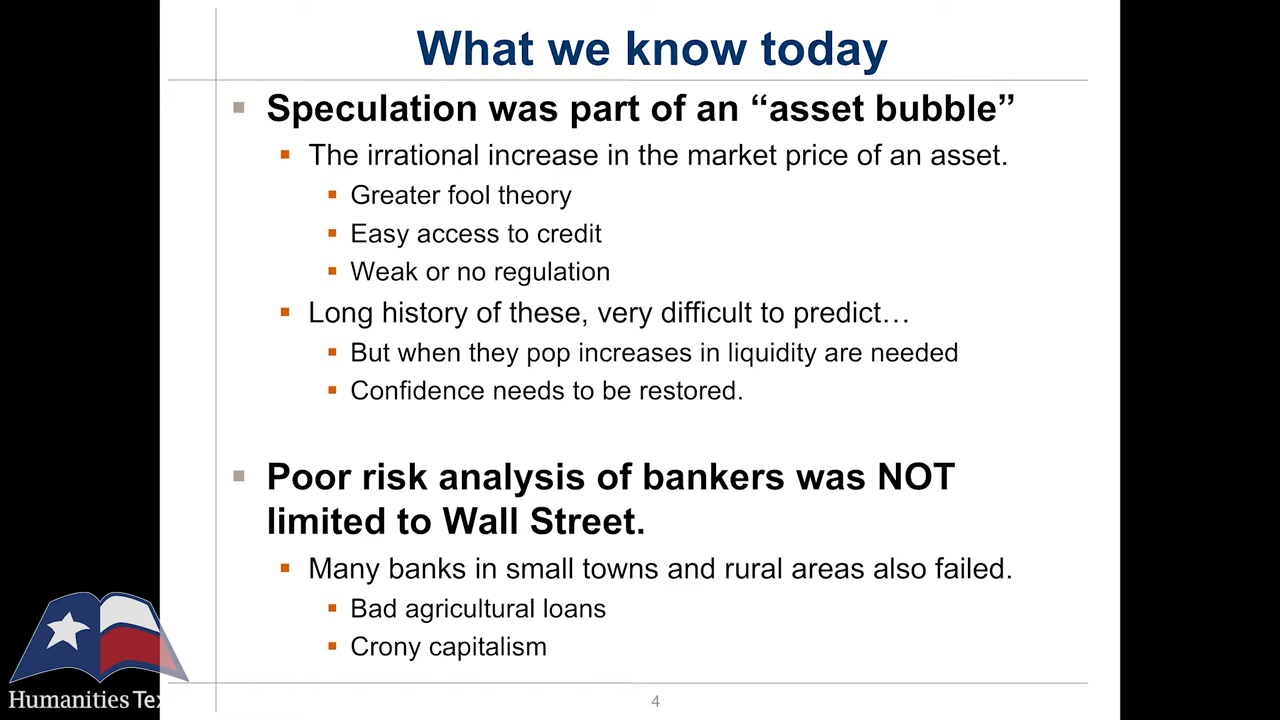 What we know today
Speculation was part of an “asset bubble”
The irrational increase in the market price of an asset.
Greater fool theory
Easy access to credit
Weak or no regulation
Long history of these, very difficult to predict…
But when they pop increases in liquidity are needed
Confidence needs to be restored.
Poor risk analysis of bankers was NOT
limited to Wall Street.
Many banks in small towns and rural areas also failed.
Bad agricultural loans
Crony capitalism
Humanities Tex
4